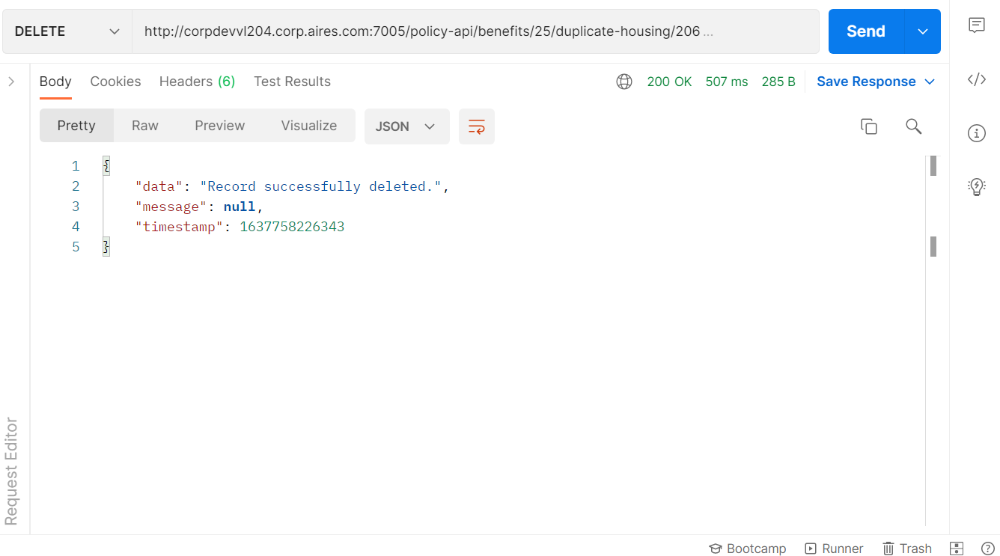 DELETE http://corpdevvl204.corp.aires.com:7005/policy-api/benefits/25/duplicate-housing/206 ... Send
Body Cookies Headers (6) Test Results 200 OK 507 ms 285 B Save Response
Pretty Raw Preview Visualize JSON
1 {
2 "data": "Record successfully deleted.",
3 "message": null,
4 "timestamp": 1637758226343
5 }
Request Editor
Bootcamp Runner Trash